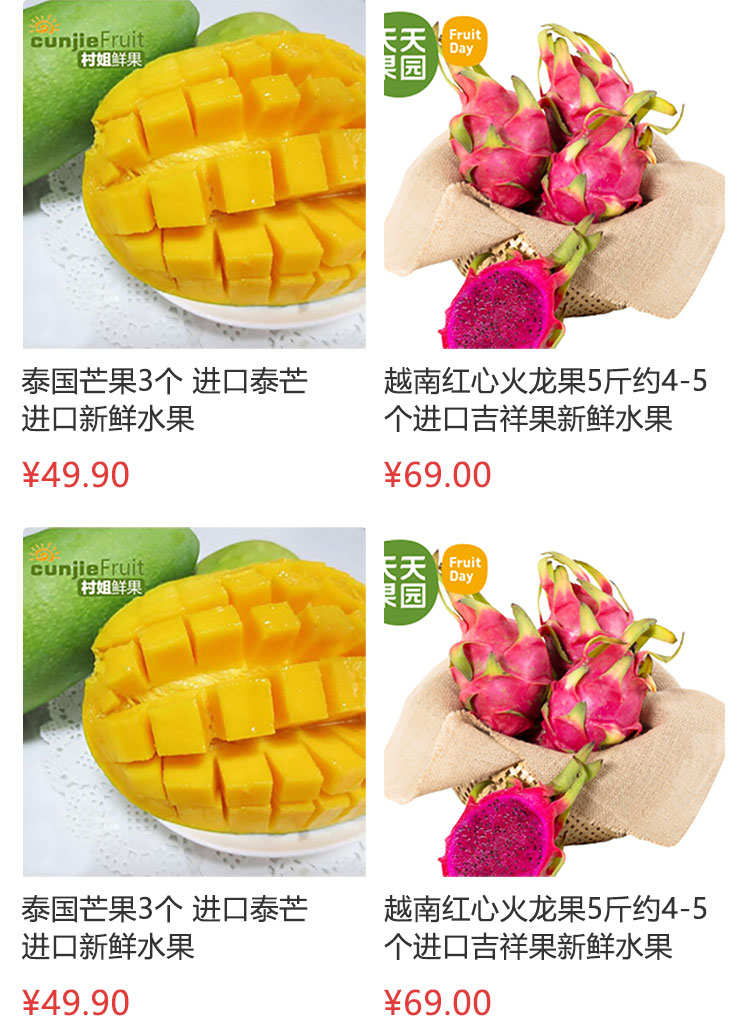 cunjieFruit
村姐鲜果
天天
果园
Fruit
Day
泰国芒果3个 进口泰芒
进口新鲜水果
¥49.90
越南红心火龙果5斤约4-5
个进口吉祥果新鲜水果
¥69.00
cunjieFruit
村姐鲜果
天天
果园
Fruit
Day
泰国芒果3个 进口泰芒
进口新鲜水果
¥49.90
越南红心火龙果5斤约4-5
个进口吉祥果新鲜水果
¥69.00